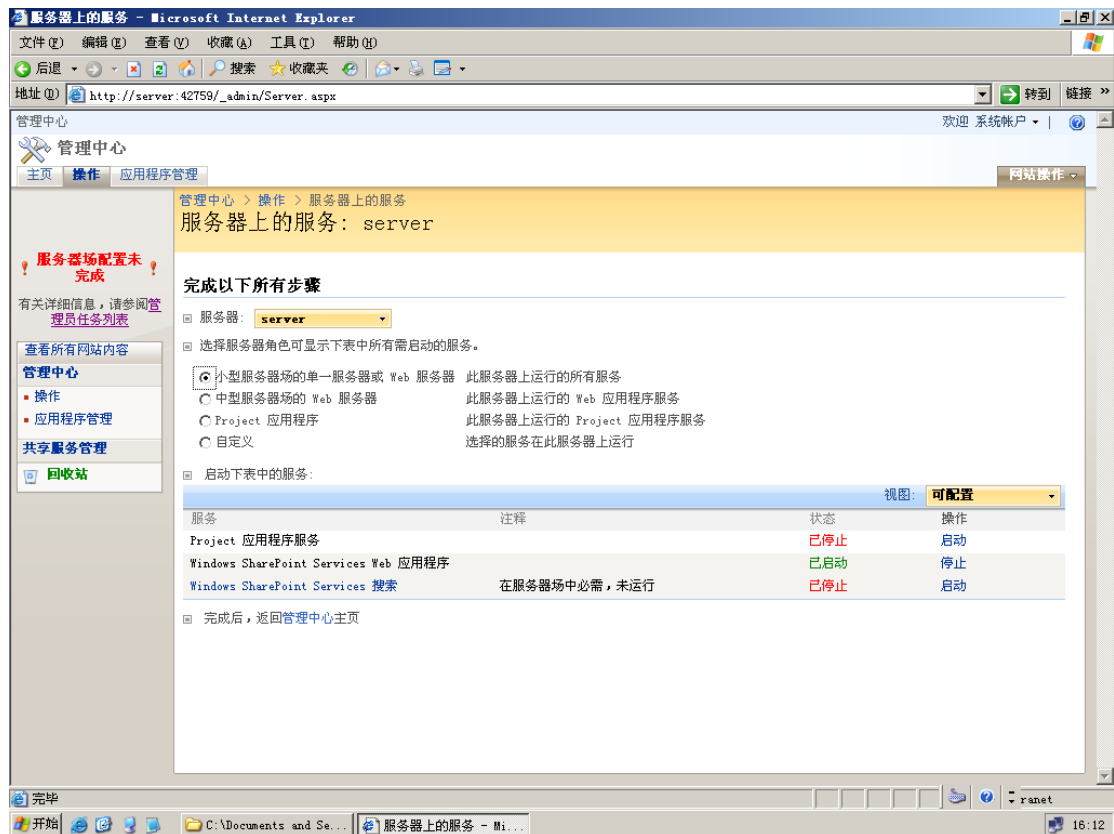 服务器上的服务 - Microsoft Internet Explorer
文件(F) 编辑(E) 查看(V) 收藏(A) 工具(T) 帮助(H)
后退 搜索 收藏夹
地址(D) http://server:42759/_admin/Server.aspx 转到 链接 »
管理中心 欢迎 系统帐户 |
管理中心
主页 操作 应用程序管理 网站操作
管理中心 > 操作 > 服务器上的服务
服务器上的服务: server
服务器场配置未
完成
有关详细信息，请参阅管
理员任务列表
查看所有网站内容
管理中心
操作
应用程序管理
共享服务管理
回收站
完成以下所有步骤
服务器: server
选择服务器角色可显示下表中所有需启动的服务。
小型服务器场的单一服务器或 Web 服务器 此服务器上运行的所有服务
中型服务器场的 Web 服务器 此服务器上运行的 Web 应用程序服务
Project 应用程序 此服务器上运行的 Project 应用程序服务
自定义 选择的服务在此服务器上运行
启动下表中的服务:
视图: 可配置
服务 注释 状态 操作
Project 应用程序服务 已停止 启动
Windows SharePoint Services Web 应用程序 已启动 停止
Windows SharePoint Services 搜索 在服务器场中必需，未运行 已停止 启动
完成后，返回管理中心主页
完毕 ranet
开始 C:\Documents and Se... 服务器上的服务 - Mi... 16:12